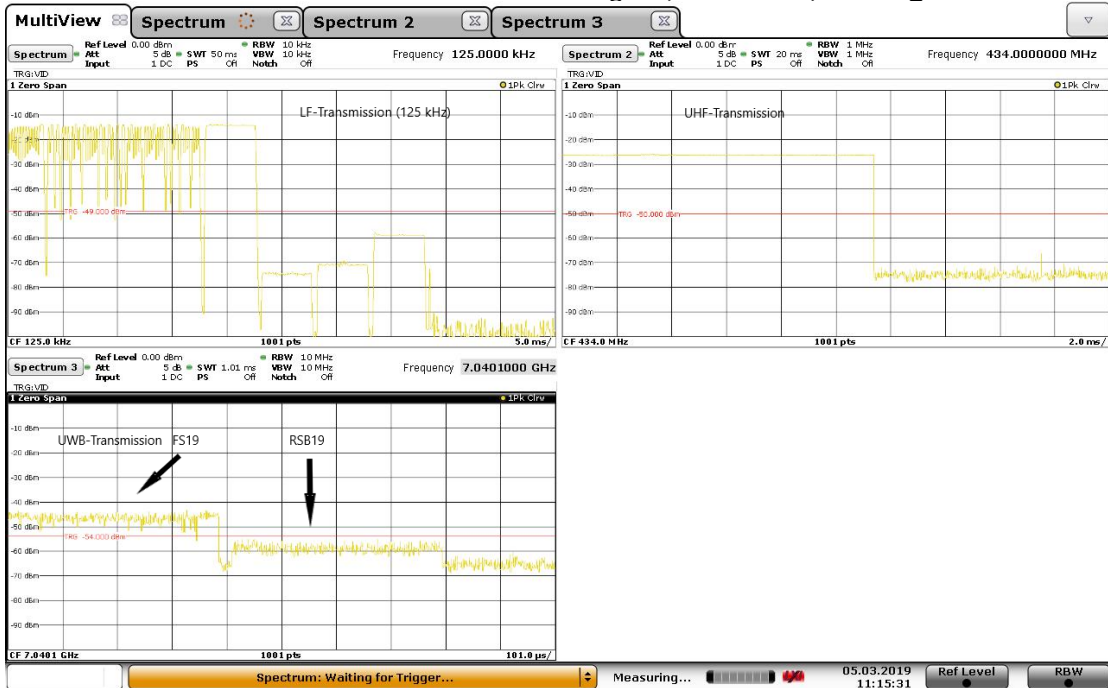 MultiView Spectrum Spectrum 2 Spectrum 3
Spectrum Ref Level 0.00 dBm RBW 10 kHz
Att 5 dB SWT 50 ms VBW 10 kHz Frequency 125.0000 kHz
Input 1 DC PS Off Notch Off
TRG:VID
1 Zero Span 1Pk Clrw
LF-Transmission (125 kHz)
-10 dBm
-30 dBm
-40 dBm
-50 dBm
TRG -49.000 dBm
-60 dBm
-70 dBm
-80 dBm
-90 dBm
CF 125.0 kHz 1001 pts 5.0 ms/
Spectrum 2 Ref Level 0.00 dBm RBW 1 MHz
Att 5 dB SWT 20 ms VBW 1 MHz Frequency 434.0000000 MHz
Input 1 DC PS Off Notch Off
TRG:VID
1 Zero Span 1Pk Clrw
UHF-Transmission
-10 dBm
-20 dBm
-30 dBm
-40 dBm
-50 dBm
TRG -50.000 dBm
-60 dBm
-70 dBm
-80 dBm
-90 dBm
CF 434.0 MHz 1001 pts 2.0 ms/
Spectrum 3 Ref Level 0.00 dBm RBW 10 MHz
Att 5 dB SWT 1.01 ms VBW 10 MHz Frequency 7.0401000 GHz
Input 1 DC PS Off Notch Off
TRG:VID
1 Zero Span 1Pk Clrw
-10 dBm
UWB-Transmission FS19 RSB19
-20 dBm
-30 dBm
-40 dBm
-50 dBm
TRG -54.000 dBm
-60 dBm
-70 dBm
-80 dBm
-90 dBm
CF 7.0401 GHz 1001 pts 101.0 µs/
Spectrum: Waiting for Trigger... Measuring... 05.03.2019
11:15:31
Ref Level RBW